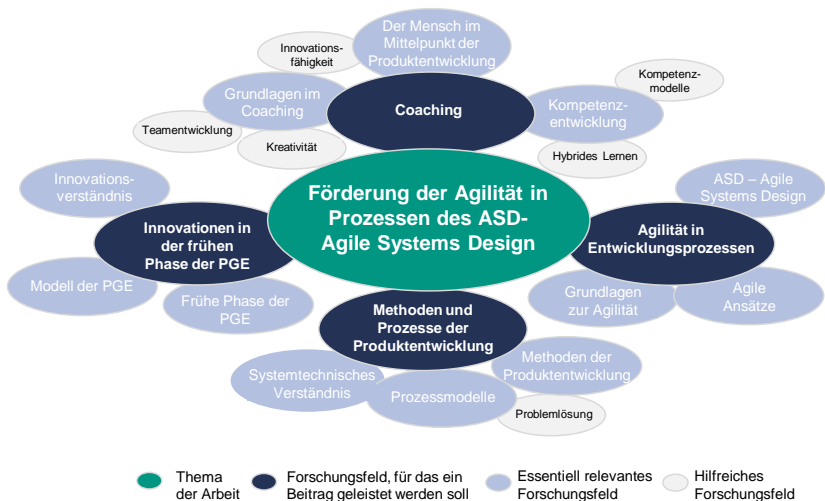 Der Mensch im
Mittelpunkt der
Produktentwicklung
Innovations-
fähigkeit
Kompetenz-
modelle
Grundlagen im
Coaching
Coaching
Kompetenz-
entwicklung
Teamentwicklung
Kreativität
Hybrides Lernen
Innovations-
verständnis
Förderung der Agilität in
Prozessen des ASD-
Agile Systems Design
ASD – Agile
Systems Design
Innovationen in
der frühen
Phase der PGE
Agilität in
Entwicklungsprozessen
Modell der PGE
Frühe Phase der
PGE
Methoden und
Prozesse der
Produktentwicklung
Grundlagen
zur Agilität
Agile
Ansätze
Systemtechnisches
Verständnis
Prozessmodelle
Methoden der
Produktentwicklung
Problemlösung
Thema
der Arbeit
Forschungsfeld, für das ein
Beitrag geleistet werden soll
Essentiell relevantes
Forschungsfeld
Hilfreiches
Forschungsfeld